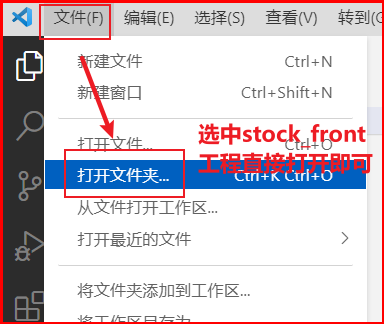 文件(F) 编辑(E) 选择(S) 查看(V) 转到(G)
新建文件 Ctrl+N
新建窗口 Ctrl+Shift+N
打开文件... Ctrl+O
打开文件夹... Ctrl+K Ctrl+O
选中stock_front
工程直接打开即可
从文件打开工作区...
打开最近的文件
将文件夹添加到工作区...
将工作区另存为